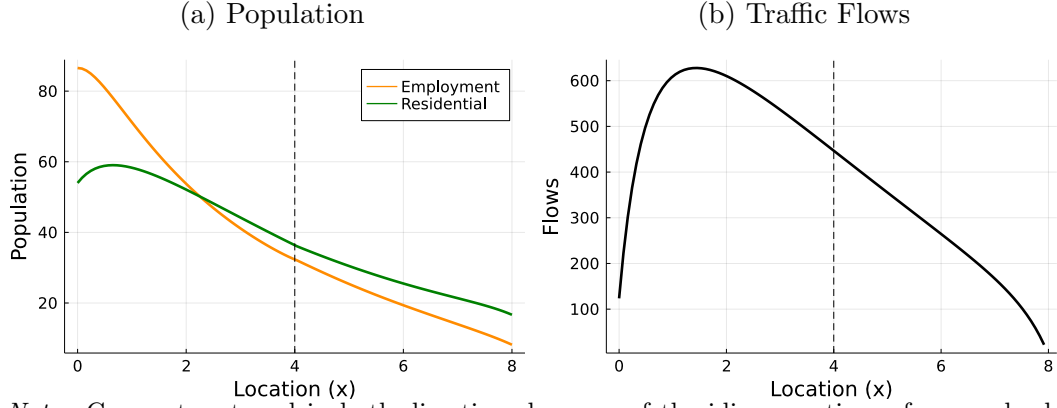 (a) Population
(b) Traffic Flows
80
60
40
20
Population
Employment
Residential
0
2
4
6
8
Location (x)
600
500
400
300
200
100
Flows
0
2
4
6
8
Location (x)